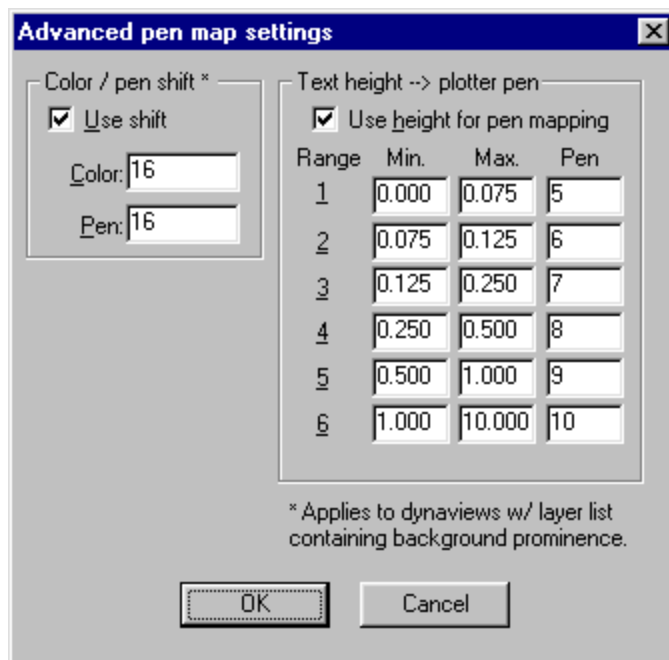 Advanced pen map settings
Color / pen shift *
Use shift
Color: 16
Pen: 16
Text height --> plotter pen
Use height for pen mapping
Range Min. Max. Pen
1 0.000 0.075 5
2 0.075 0.125 6
3 0.125 0.250 7
4 0.250 0.500 8
5 0.500 1.000 9
6 1.000 10.000 10
* Applies to dynaviews w/ layer list
containing background prominence.
OK Cancel